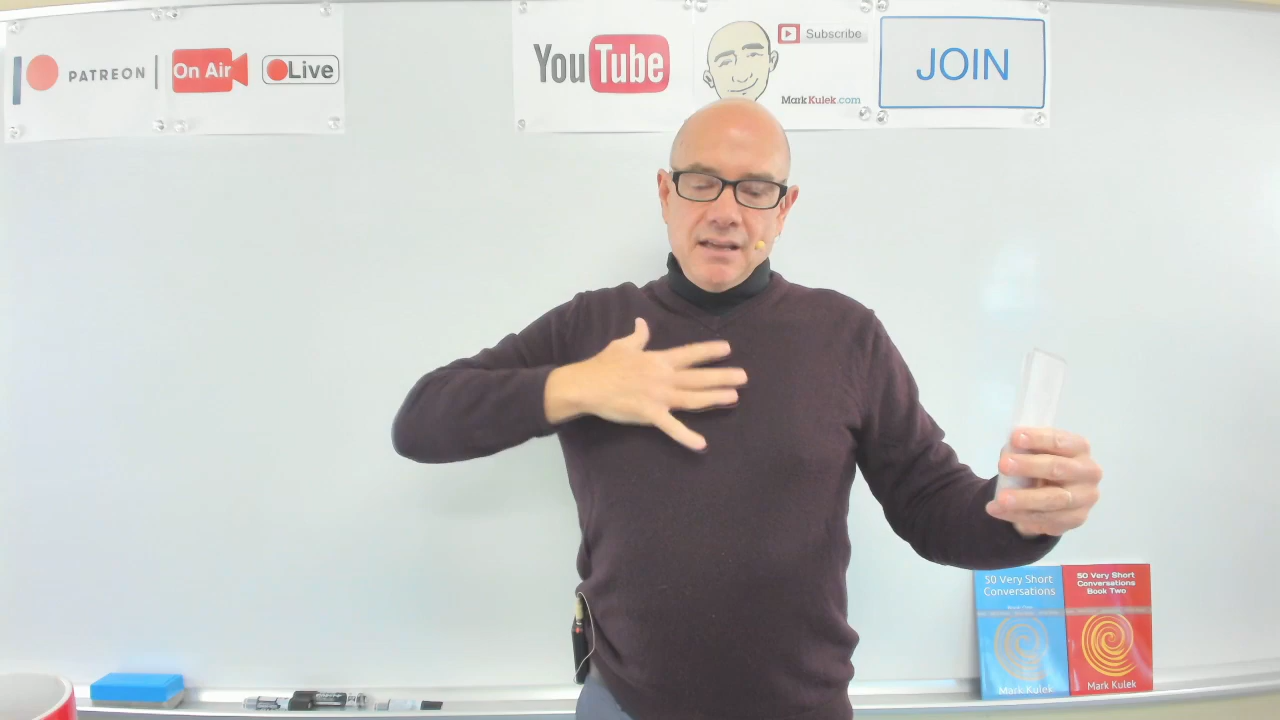 PATREON
On Air
Live
YouTube
Subscribe
MarkKulek.com
JOIN
50 Very Short
Conversations
Mark Kulek
50 Very Short
Conversations
Book Two
Mark Kulek